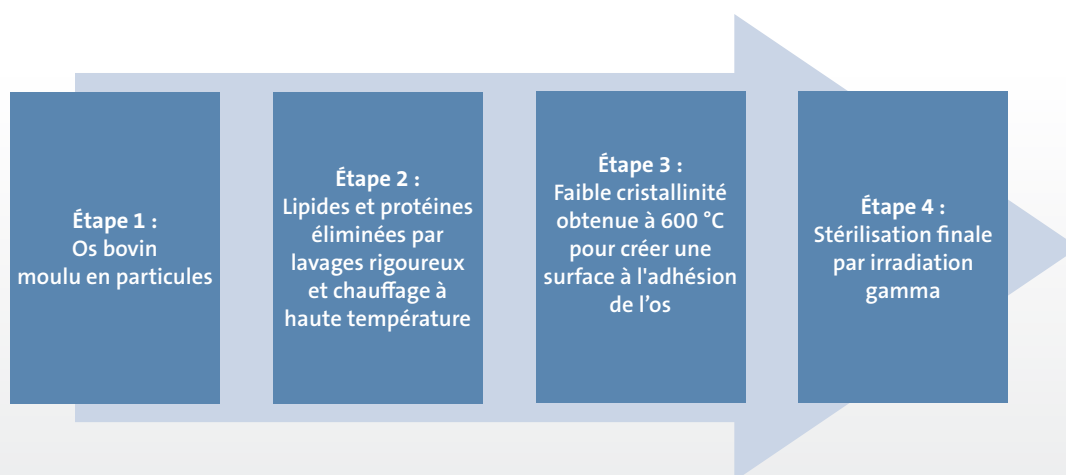 Étape 1 :
Os bovin
moulu en particules
Étape 2 :
Lipides et protéines
éliminées par
lavages rigoureux
et chauffage à
haute température
Étape 3 :
Faible cristallinité
obtenue à 600 °C
pour créer une
surface à l'adhésion
de l’os
Étape 4 :
Stérilisation finale
par irradiation
gamma